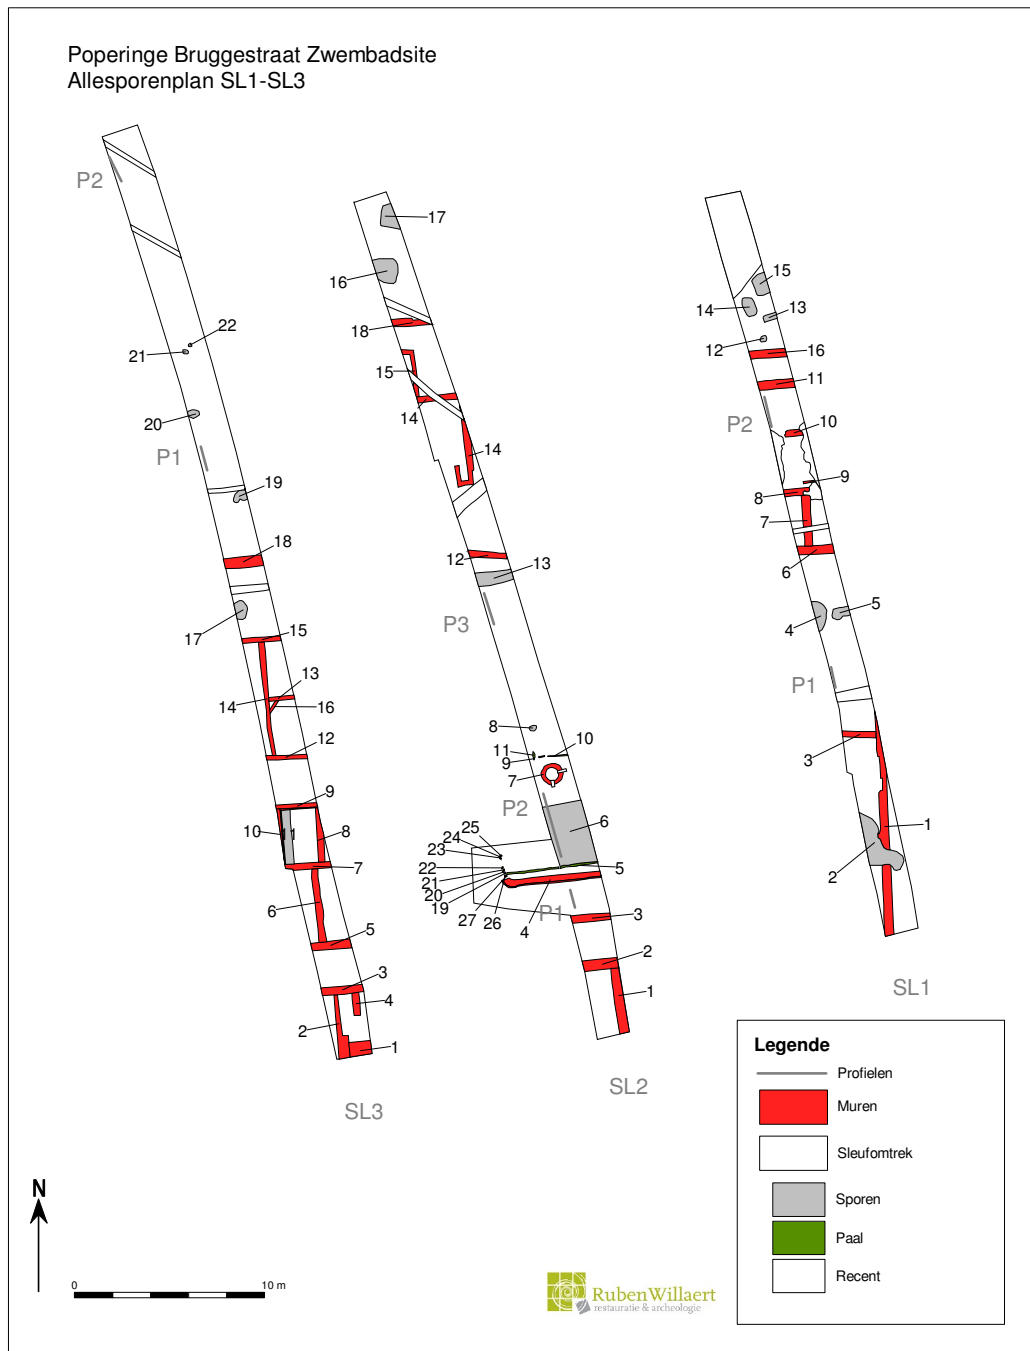 Poperinge Bruggestraat Zwembadsite
Allesporenplan SL1-SL3
P2
22
21
20
P1
19
18
17
15
13
14
16
12
9
10
8
7
6
5
3
4
2
1
SL3
17
16
18
15
14
14
12
13
P3
8
11
10
9
7
P2
6
25
24
23
22
21
20
19
27
26
5
4
P1
3
2
1
SL2
15
14
13
12
16
11
P2
10
9
8
7
6
5
4
P1
3
1
2
SL1
Legende
Profielen
Muren
Sleufomtrek
Sporen
Paal
Recent
N
0
10 m
RubenWillaert
restauratie & archeologie